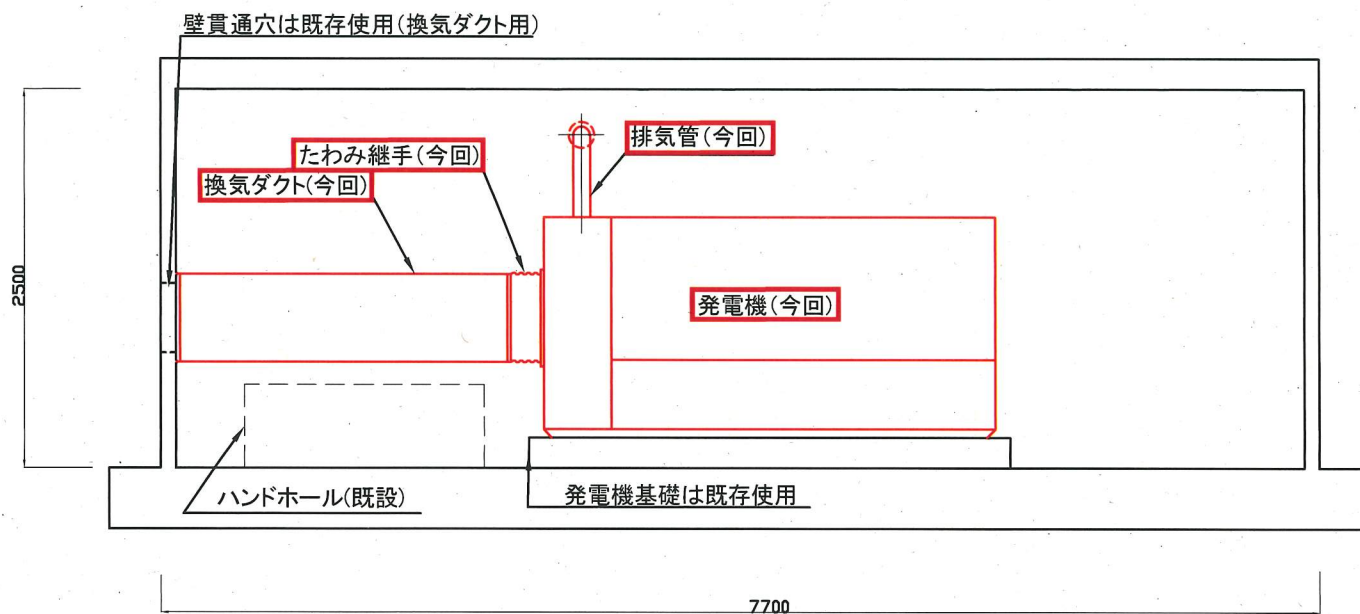 壁貫通穴は既存使用(換気ダクト用)
たわみ継手(今回)
排気管(今回)
換気ダクト(今回)
2500
発電機(今回)
ハンドホール(既設)
発電機基礎は既存使用
7700